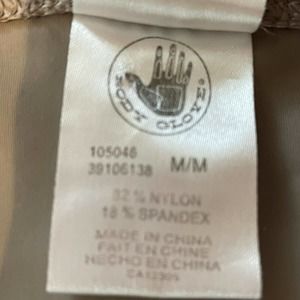 BODY GLOVE
105046
39106138 M/M
82 % NYLON
18 % SPANDEX
MADE IN CHINA
FAIT EN CHINE
HECHO EN CHINA